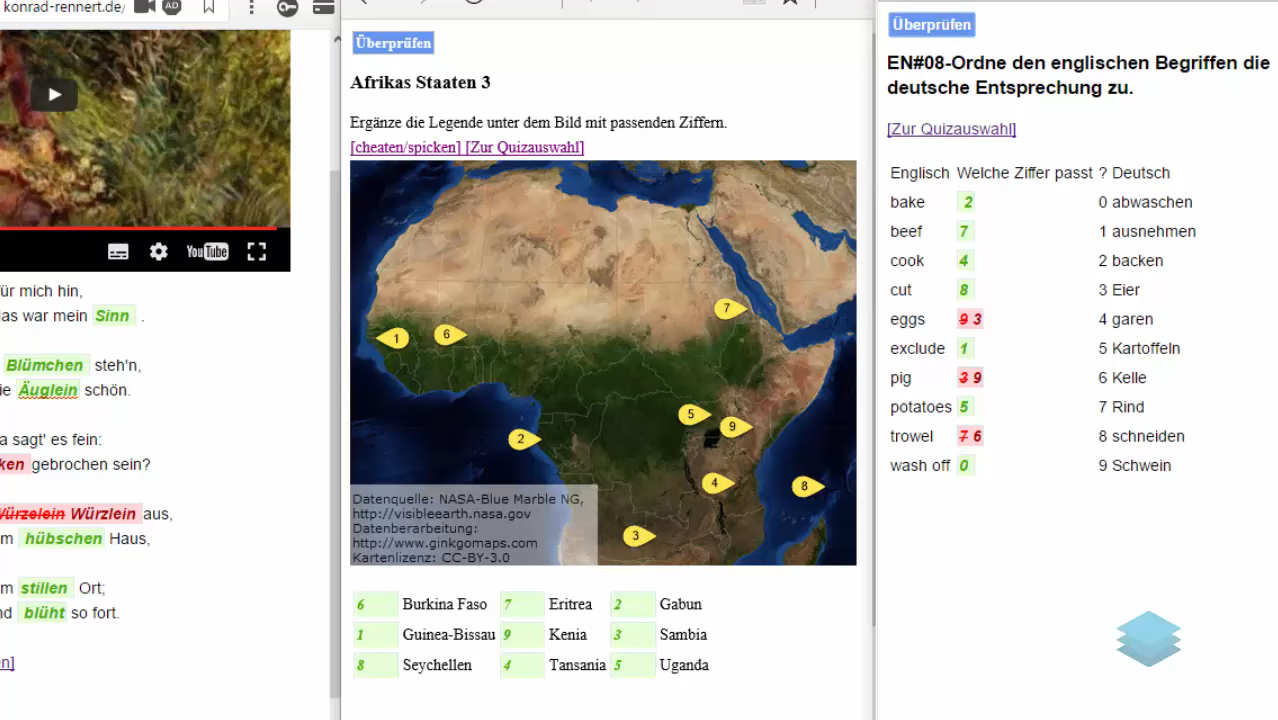 konrad-rennert.de/
AD
YouTube
für mich hin,
das war mein Sinn .
Blümchen steh'n,
ie Äuglein schön.
a sagt' es fein:
ken gebrochen sein?
Würzelein Würzlein aus,
m hübschen Haus,
m stillen Ort;
nd blüht so fort.
en]
Überprüfen
Afrikas Staaten 3
Ergänze die Legende unter dem Bild mit passenden Ziffern.
[cheaten/spicken] [Zur Quizauswahl]
7
1
6
5
9
2
4
8
3
Datenquelle: NASA-Blue Marble NG,
http://visibleearth.nasa.gov
Datenberarbeitung:
http://www.ginkgomaps.com
Kartenlizenz: CC-BY-3.0
6 Burkina Faso 7 Eritrea 2 Gabun
1 Guinea-Bissau 9 Kenia 3 Sambia
8 Seychellen 4 Tansania 5 Uganda
Überprüfen
EN#08-Ordne den englischen Begriffen die
deutsche Entsprechung zu.
[Zur Quizauswahl]
Englisch Welche Ziffer passt ? Deutsch
bake 2 0 abwaschen
beef 7 1 ausnehmen
cook 4 2 backen
cut 8 3 Eier
eggs 9 3 4 garen
exclude 1 5 Kartoffeln
pig 3 9 6 Kelle
potatoes 5 7 Rind
trowel 7 6 8 schneiden
wash off 0 9 Schwein